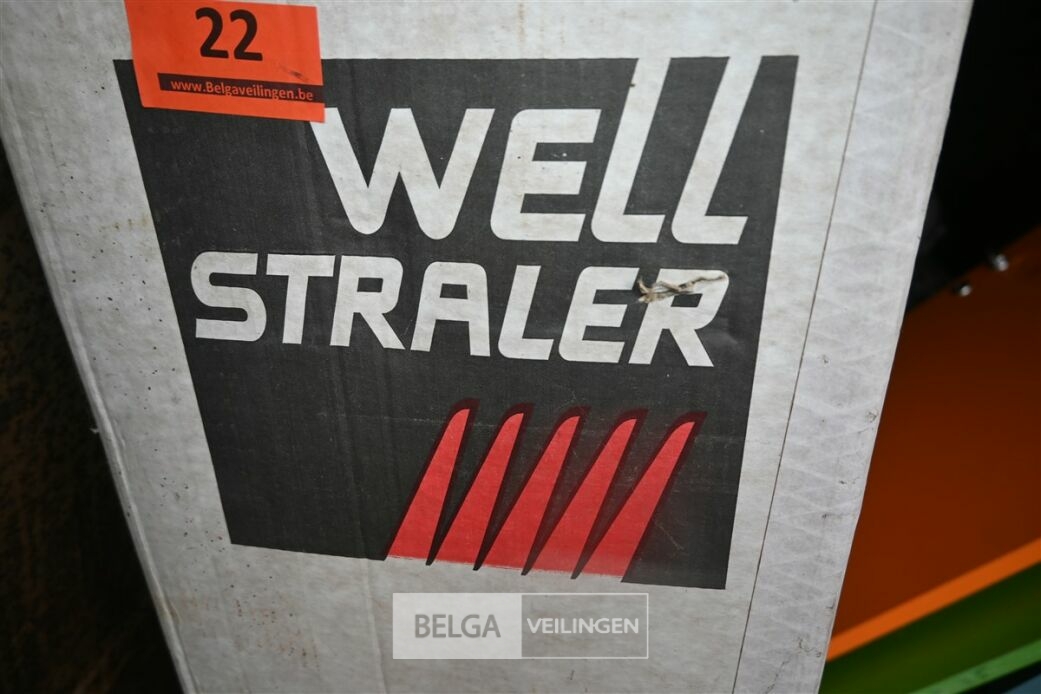 22
www.Belgaveilingen.be
WELL
STRALER
BELGA VEILINGEN